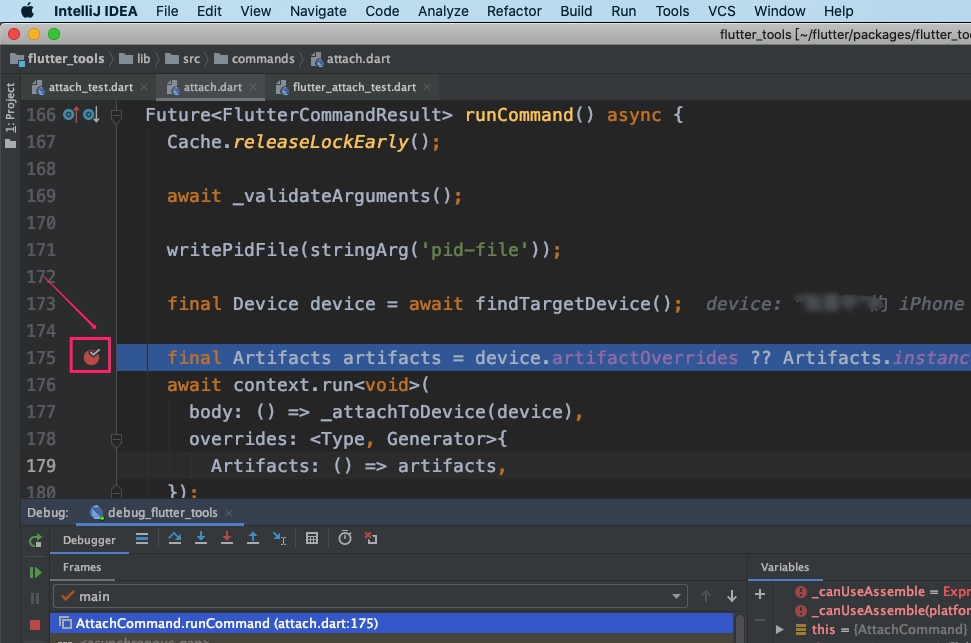 IntelliJ IDEA File Edit View Navigate Code Analyze Refactor Build Run Tools VCS Window Help
flutter_tools [~/flutter/packages/flutter_to
flutter_tools lib src commands attach.dart
attach_test.dart attach.dart flutter_attach_test.dart
1: Project
166 Future<FlutterCommandResult> runCommand() async {
167 Cache.releaseLockEarly();
168
169 await _validateArguments();
170
171 writePidFile(stringArg('pid-file'));
172
173 final Device device = await findTargetDevice(); device: 的 iPhone
174
175 final Artifacts artifacts = device.artifactOverrides ?? Artifacts.instanc
176 await context.run<void>(
177 body: () => _attachToDevice(device),
178 overrides: <Type, Generator>{
179 Artifacts: () => artifacts,
180 });
Debug: debug_flutter_tools
Debugger
Frames Variables
main
_canUseAssemble = Expr
AttachCommand.runCommand (attach.dart:175)
_canUseAssemble(platfor
this = {AttachCommand}
<asynchronous gap>